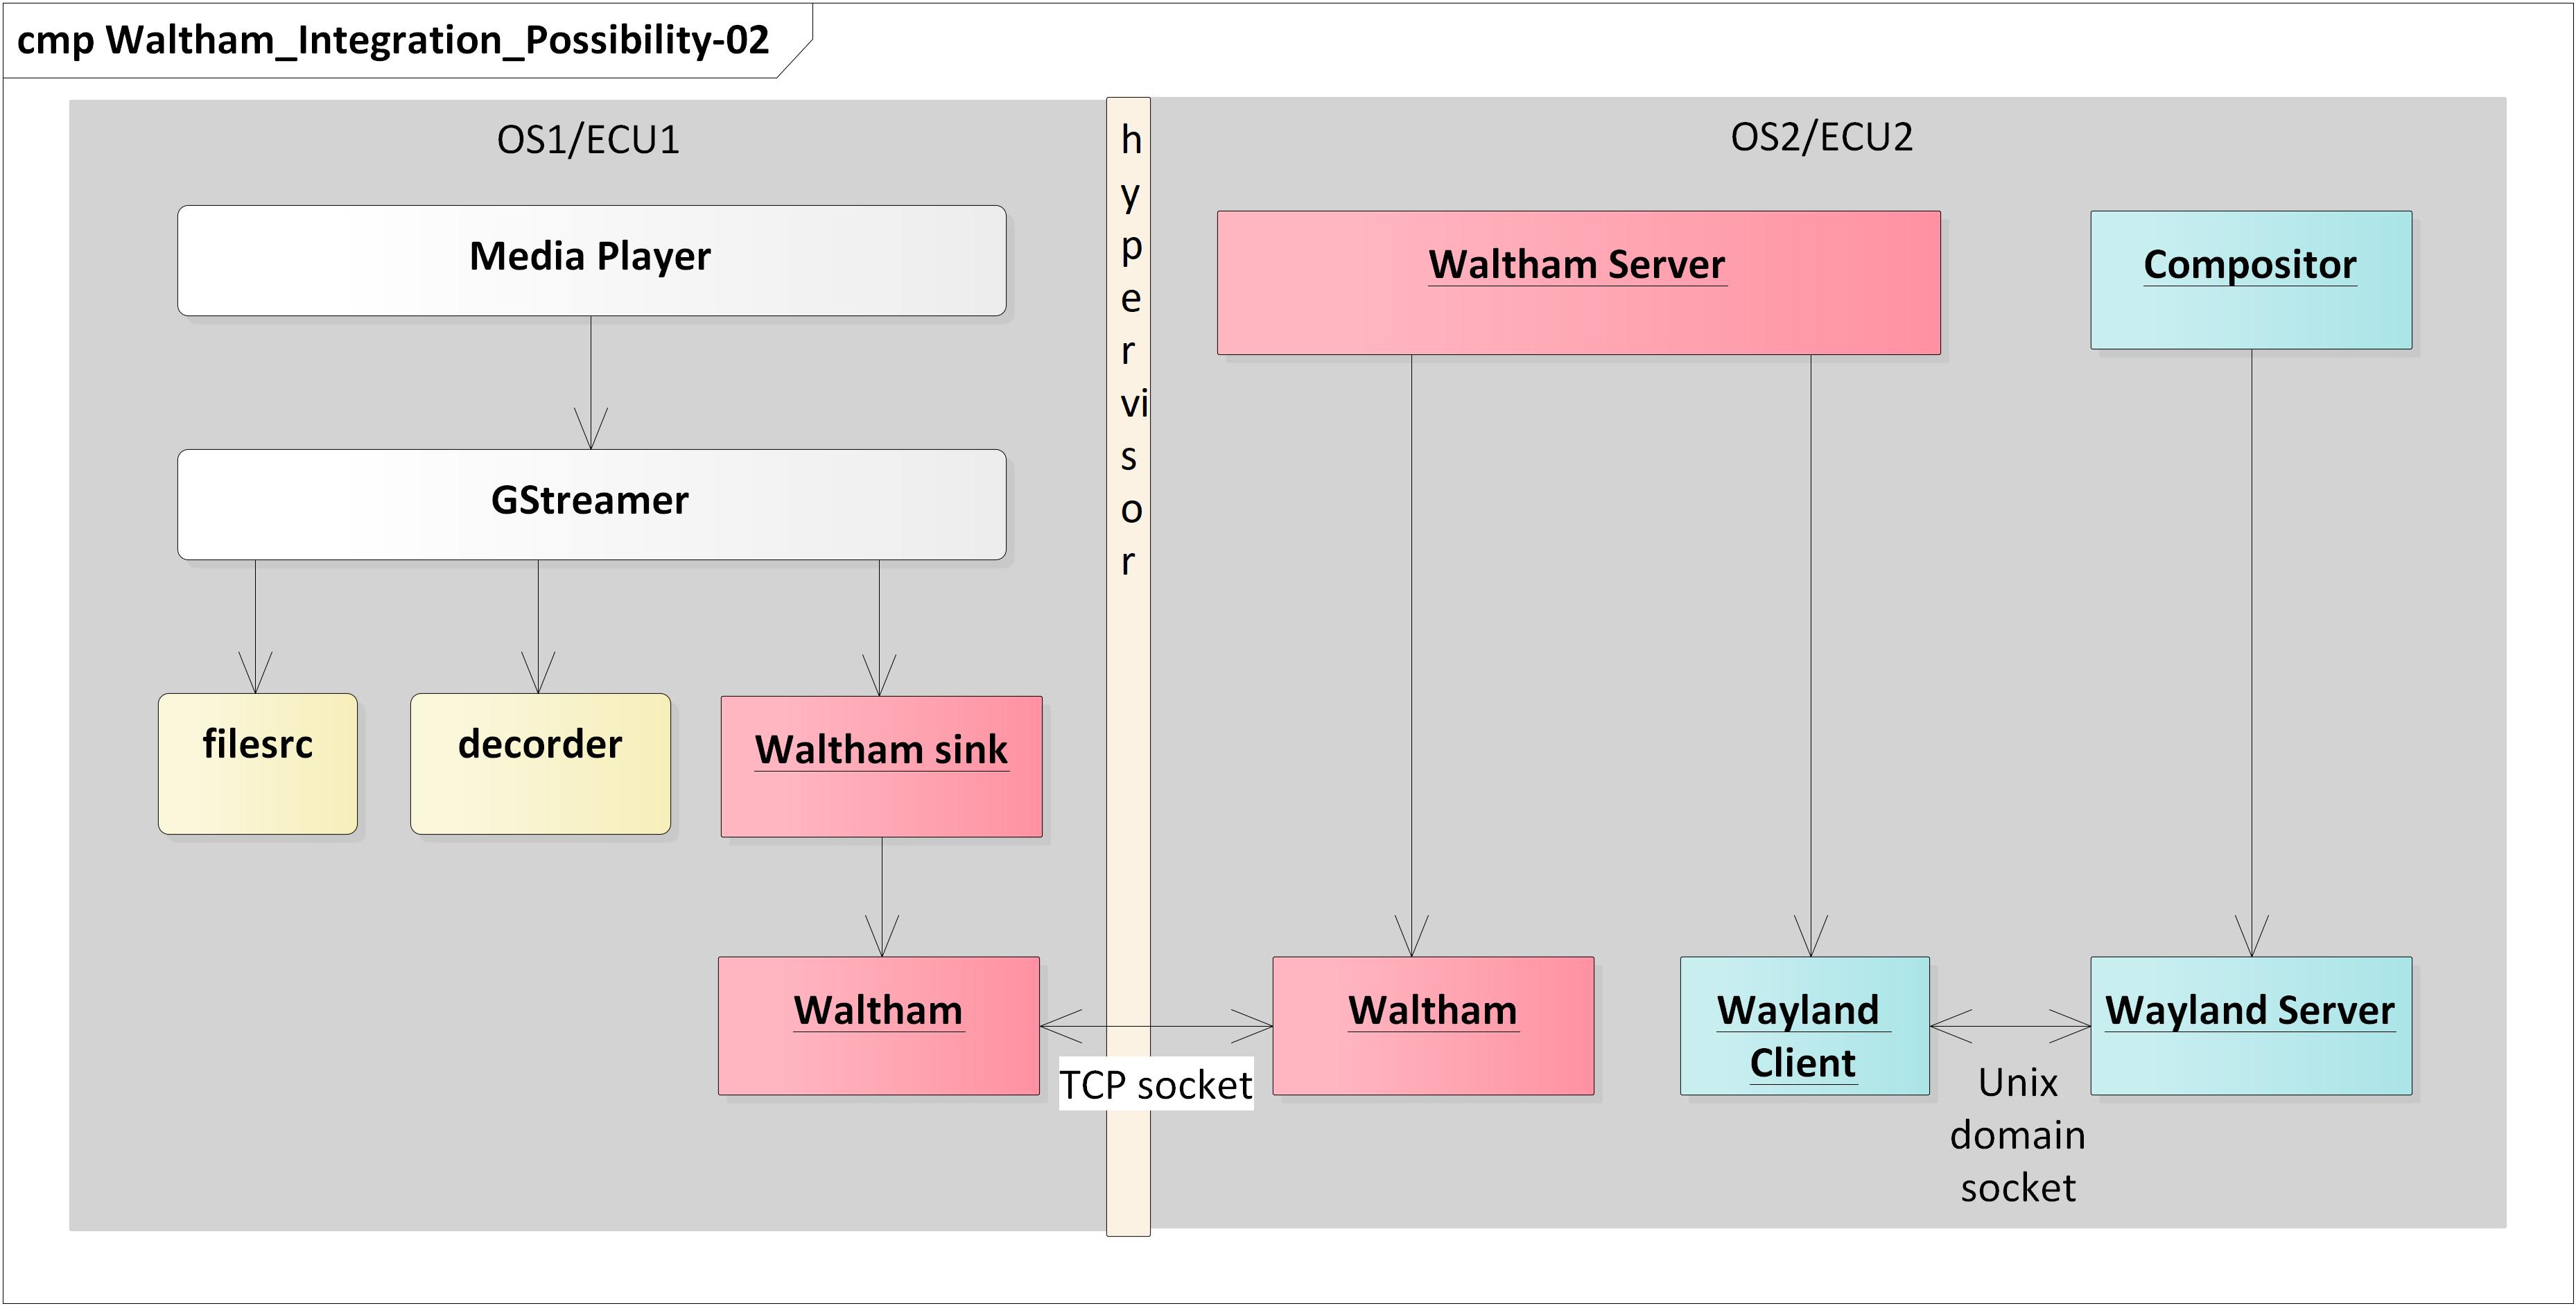 cmp Waltham_Integration_Possibility-02
OS1/ECU1
Media Player
GStreamer
filesrc
decorder
Waltham sink
Waltham
h
y
p
e
r
vi
s
o
r
TCP socket
OS2/ECU2
Waltham Server
Compositor
Waltham
Wayland
Client
Wayland Server
Unix
domain
socket